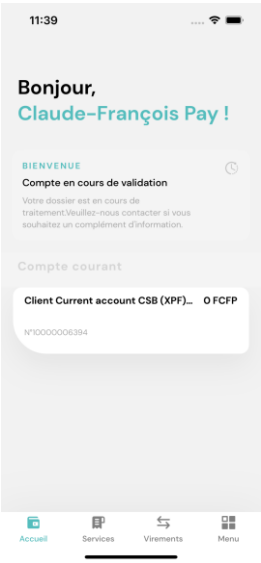 11:39
Bonjour,
Claude-François Pay !
BIENVENUE
Compte en cours de validation
Votre dossier est en cours de
traitement.Veuillez-nous contacter si vous
souhaitez un complément d'information.
Compte courant
Client Current account CSB (XPF)... 0 FCFP
N°10000006394
Accueil Services Virements Menu